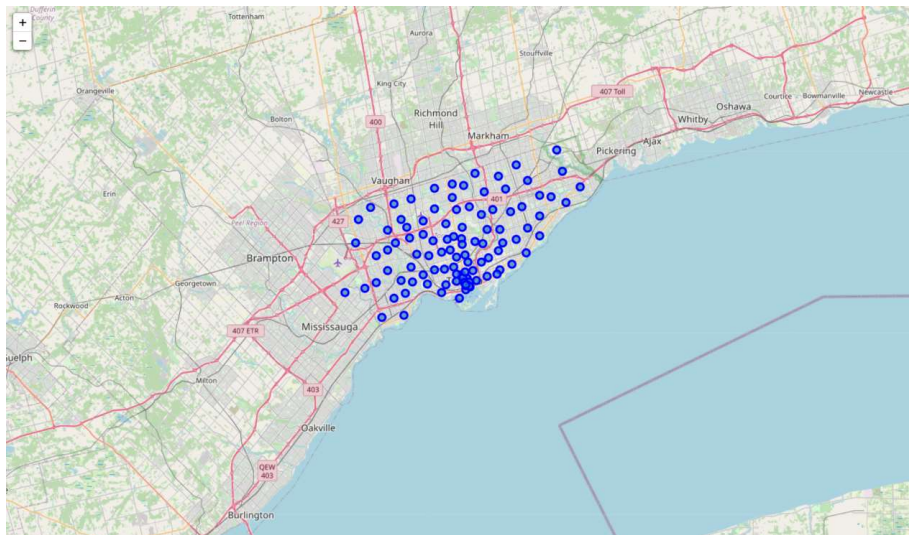 Dufferin
County
Tottenham
+
−
Aurora
Stouffville
King City
Orangeville
407 Toll
Courtice
Bowmanville
Newcastle
Oshawa
Richmond
Hill
Bolton
400
Whitby
Markham
Ajax
Pickering
Vaughan
Erin
401
427
Peel Region
Brampton
Georgetown
Acton
Rockwood
Mississauga
407 ETR
Guelph
Milton
403
Oakville
QEW
403
Burlington